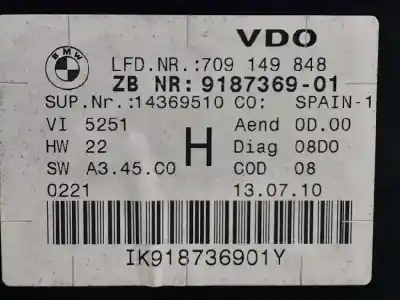 BMW
VDO
LFD.NR.:709 149 848
ZB NR: 9187369-01
SUP.Nr.:14369510 CO: SPAIN-1
VI 5251 Aend 0D.00
HW 22 H Diag 08D0
SW A3.45.C0 COD 08
0221 13.07.10
IK918736901Y